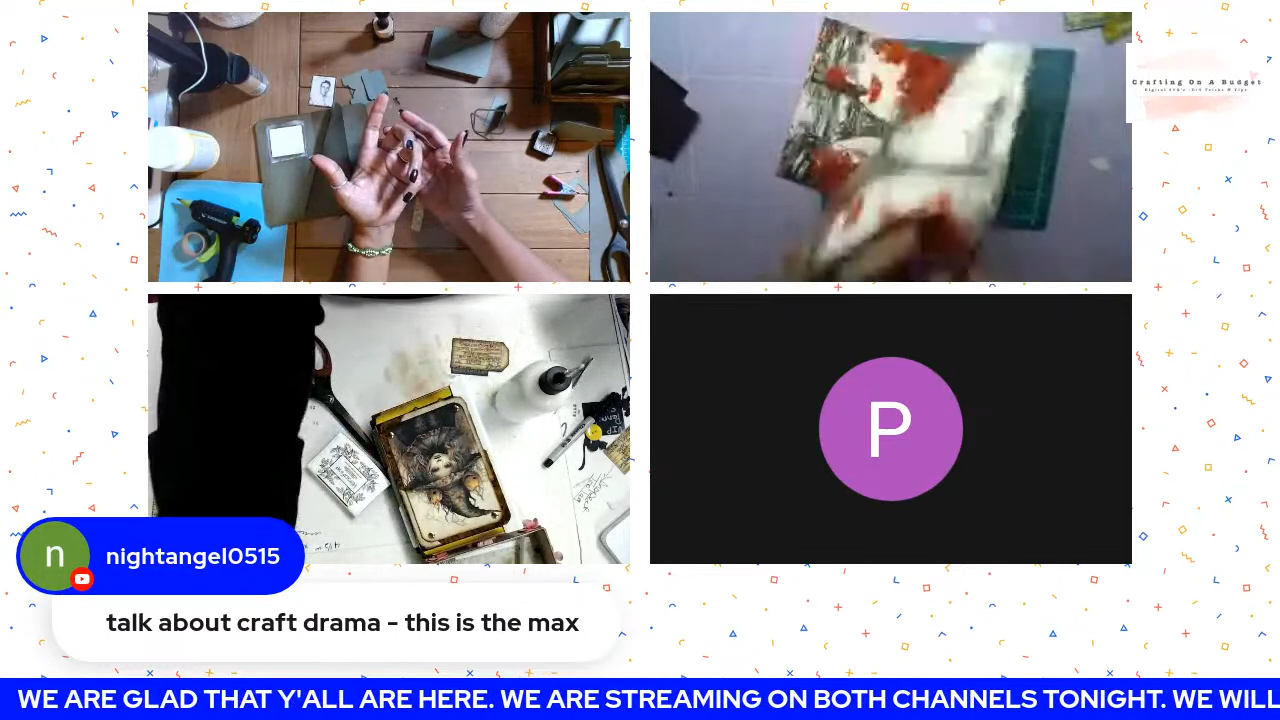 Crafting On A Budget
P
n
nightangel0515
talk about craft drama - this is the max
WE ARE GLAD THAT Y'ALL ARE HERE. WE ARE STREAMING ON BOTH CHANNELS TONIGHT. WE WILL